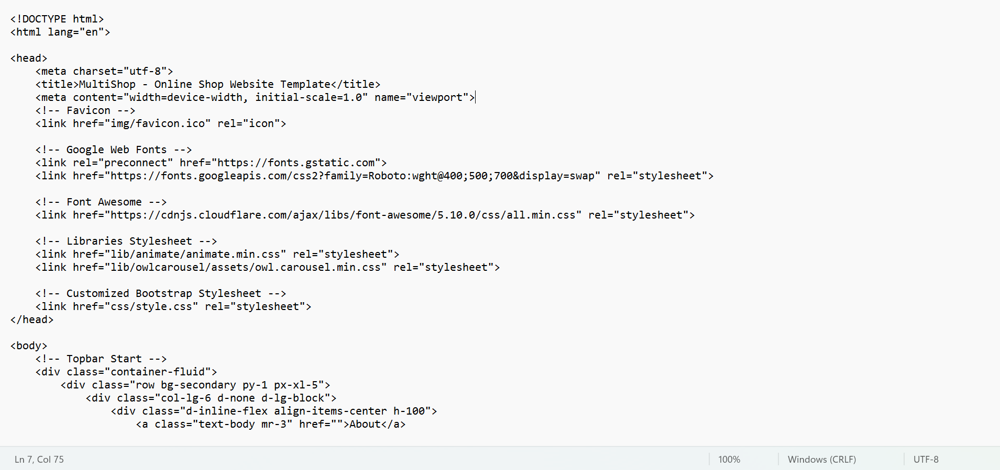 <!DOCTYPE html>
<html lang="en">

<head>
    <meta charset="utf-8">
    <title>MultiShop - Online Shop Website Template</title>
    <meta content="width=device-width, initial-scale=1.0" name="viewport">
    <!-- Favicon -->
    <link href="img/favicon.ico" rel="icon">

    <!-- Google Web Fonts -->
    <link rel="preconnect" href="https://fonts.gstatic.com">
    <link href="https://fonts.googleapis.com/css2?family=Roboto:wght@400;500;700&display=swap" rel="stylesheet">

    <!-- Font Awesome -->
    <link href="https://cdnjs.cloudflare.com/ajax/libs/font-awesome/5.10.0/css/all.min.css" rel="stylesheet">

    <!-- Libraries Stylesheet -->
    <link href="lib/animate/animate.min.css" rel="stylesheet">
    <link href="lib/owlcarousel/assets/owl.carousel.min.css" rel="stylesheet">

    <!-- Customized Bootstrap Stylesheet -->
    <link href="css/style.css" rel="stylesheet">
</head>

<body>
    <!-- Topbar Start -->
    <div class="container-fluid">
        <div class="row bg-secondary py-1 px-xl-5">
            <div class="col-lg-6 d-none d-lg-block">
                <div class="d-inline-flex align-items-center h-100">
                    <a class="text-body mr-3" href="">About</a>
Ln 7, Col 75 100% Windows (CRLF) UTF-8